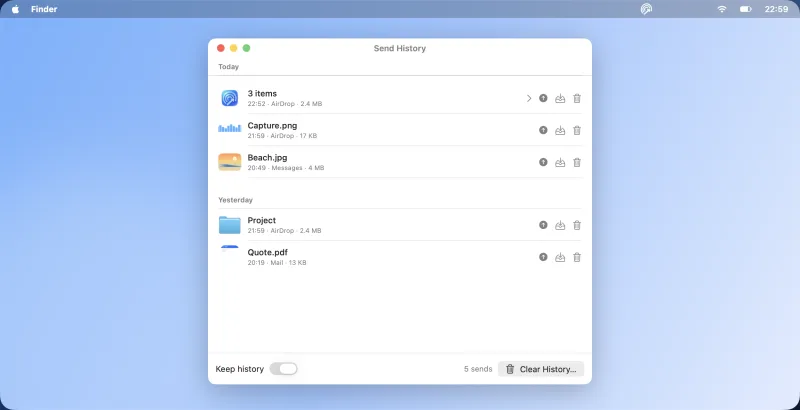 Finder
22:59
Send History
Today
3 items
22:52 · AirDrop · 2.4 MB
Capture.png
21:59 · AirDrop · 17 KB
Beach.jpg
20:49 · Messages · 4 MB
Yesterday
Project
21:59 · AirDrop · 2.4 MB
Quote.pdf
20:19 · Mail · 13 KB
Keep history
5 sends
Clear History...